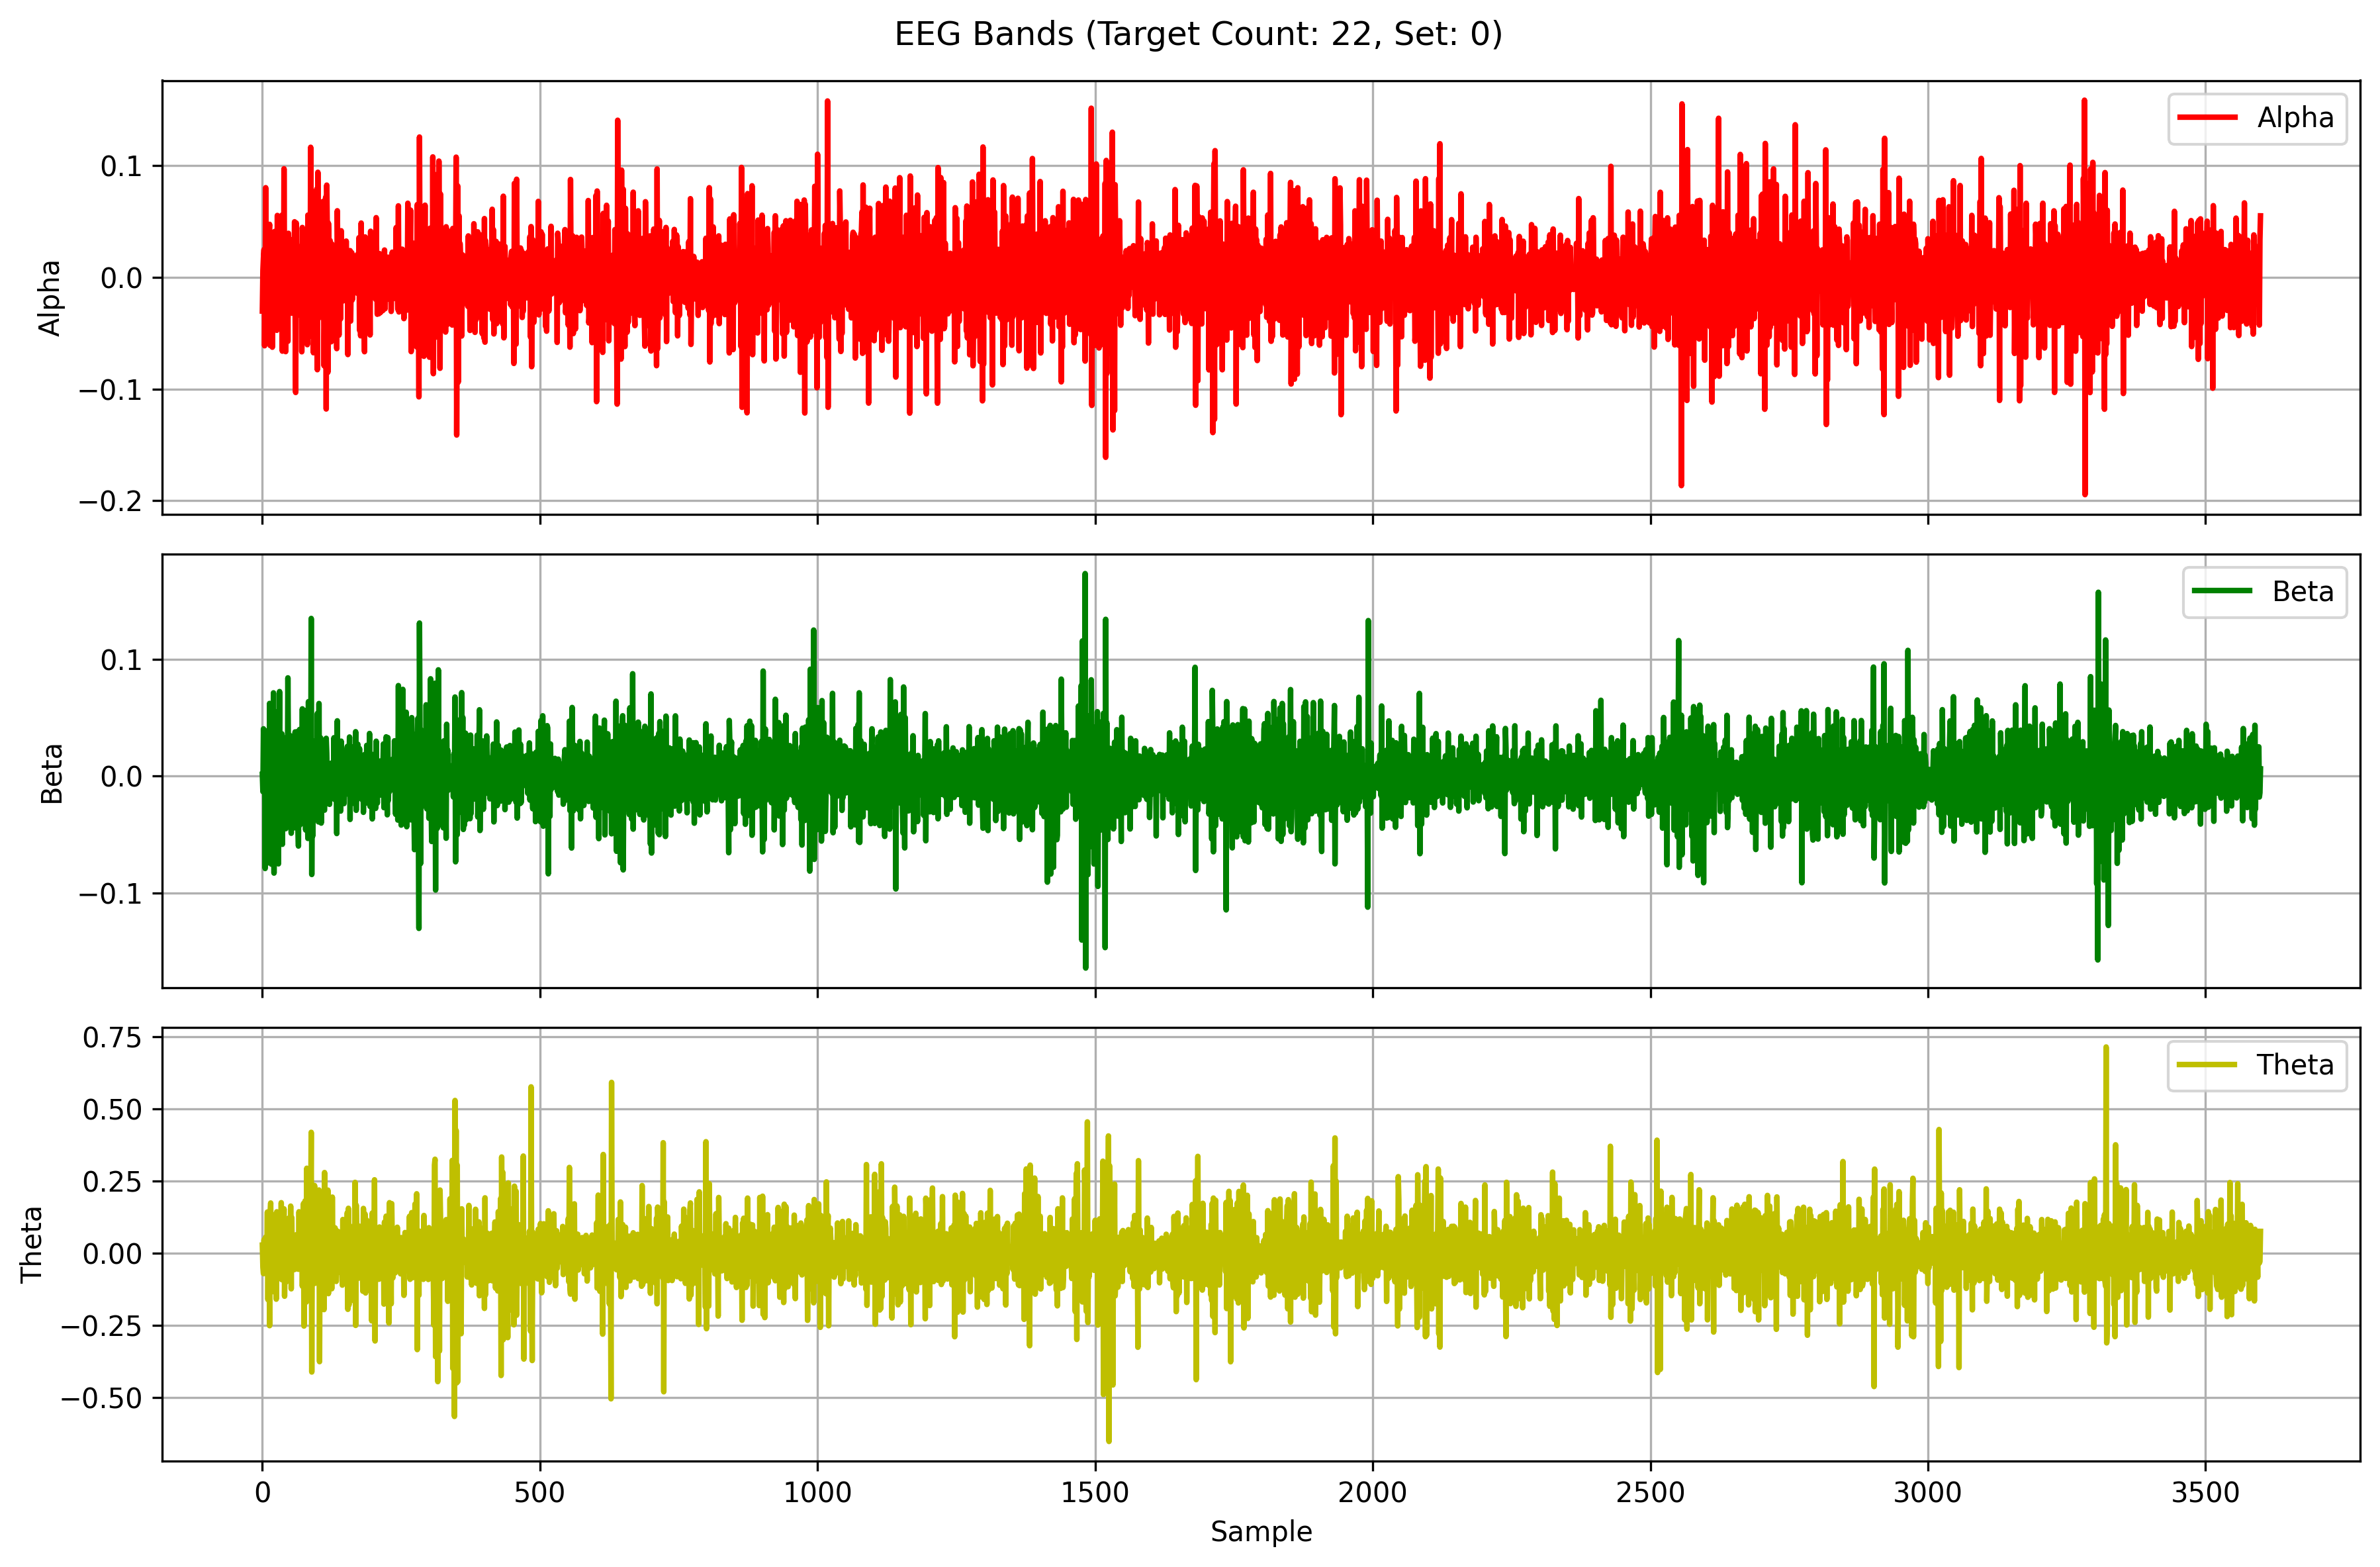 EEG Bands (Target Count: 22, Set: 0)
Alpha
0.1
0.0
−0.1
−0.2
Alpha
Beta
0.1
0.0
−0.1
Beta
0.75
0.50
0.25
0.00
−0.25
−0.50
Theta
Theta
0 500 1000 1500 2000 2500 3000 3500
Sample